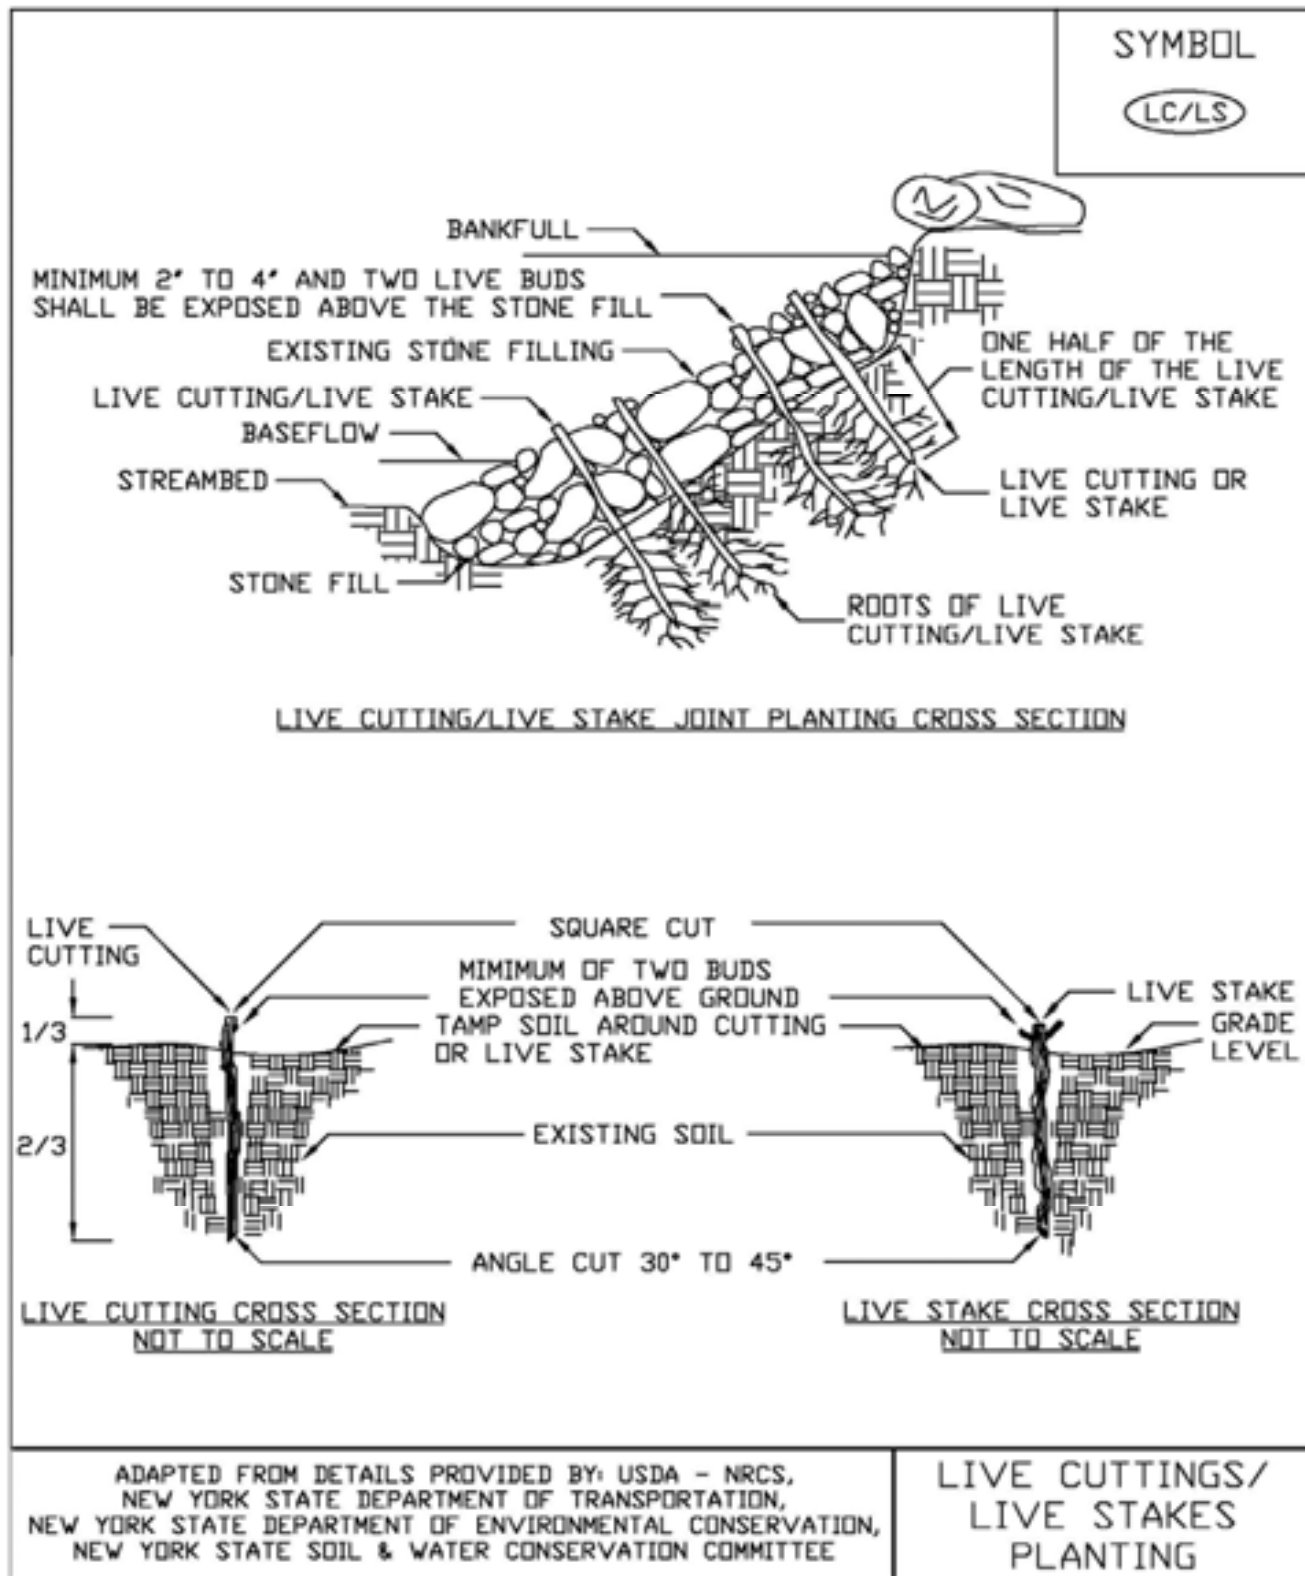 SYMBOL
LC/LS
BANKFULL
MINIMUM 2" TO 4" AND TWO LIVE BUDS
SHALL BE EXPOSED ABOVE THE STONE FILL
EXISTING STONE FILLING
LIVE CUTTING/LIVE STAKE
BASEFLOW
STREAMBED
STONE FILL
ONE HALF OF THE
LENGTH OF THE LIVE
CUTTING/LIVE STAKE
LIVE CUTTING OR
LIVE STAKE
ROOTS OF LIVE
CUTTING/LIVE STAKE
LIVE CUTTING/LIVE STAKE JOINT PLANTING CROSS SECTION
LIVE
CUTTING
1/3
2/3
SQUARE CUT
MIMIMUM OF TWO BUDS
EXPOSED ABOVE GROUND
TAMP SOIL AROUND CUTTING
OR LIVE STAKE
EXISTING SOIL
ANGLE CUT 30° TO 45°
LIVE STAKE
GRADE
LEVEL
LIVE CUTTING CROSS SECTION
NOT TO SCALE
LIVE STAKE CROSS SECTION
NOT TO SCALE
ADAPTED FROM DETAILS PROVIDED BY: USDA - NRCS,
NEW YORK STATE DEPARTMENT OF TRANSPORTATION,
NEW YORK STATE DEPARTMENT OF ENVIRONMENTAL CONSERVATION,
NEW YORK STATE SOIL & WATER CONSERVATION COMMITTEE
LIVE CUTTINGS/
LIVE STAKES
PLANTING